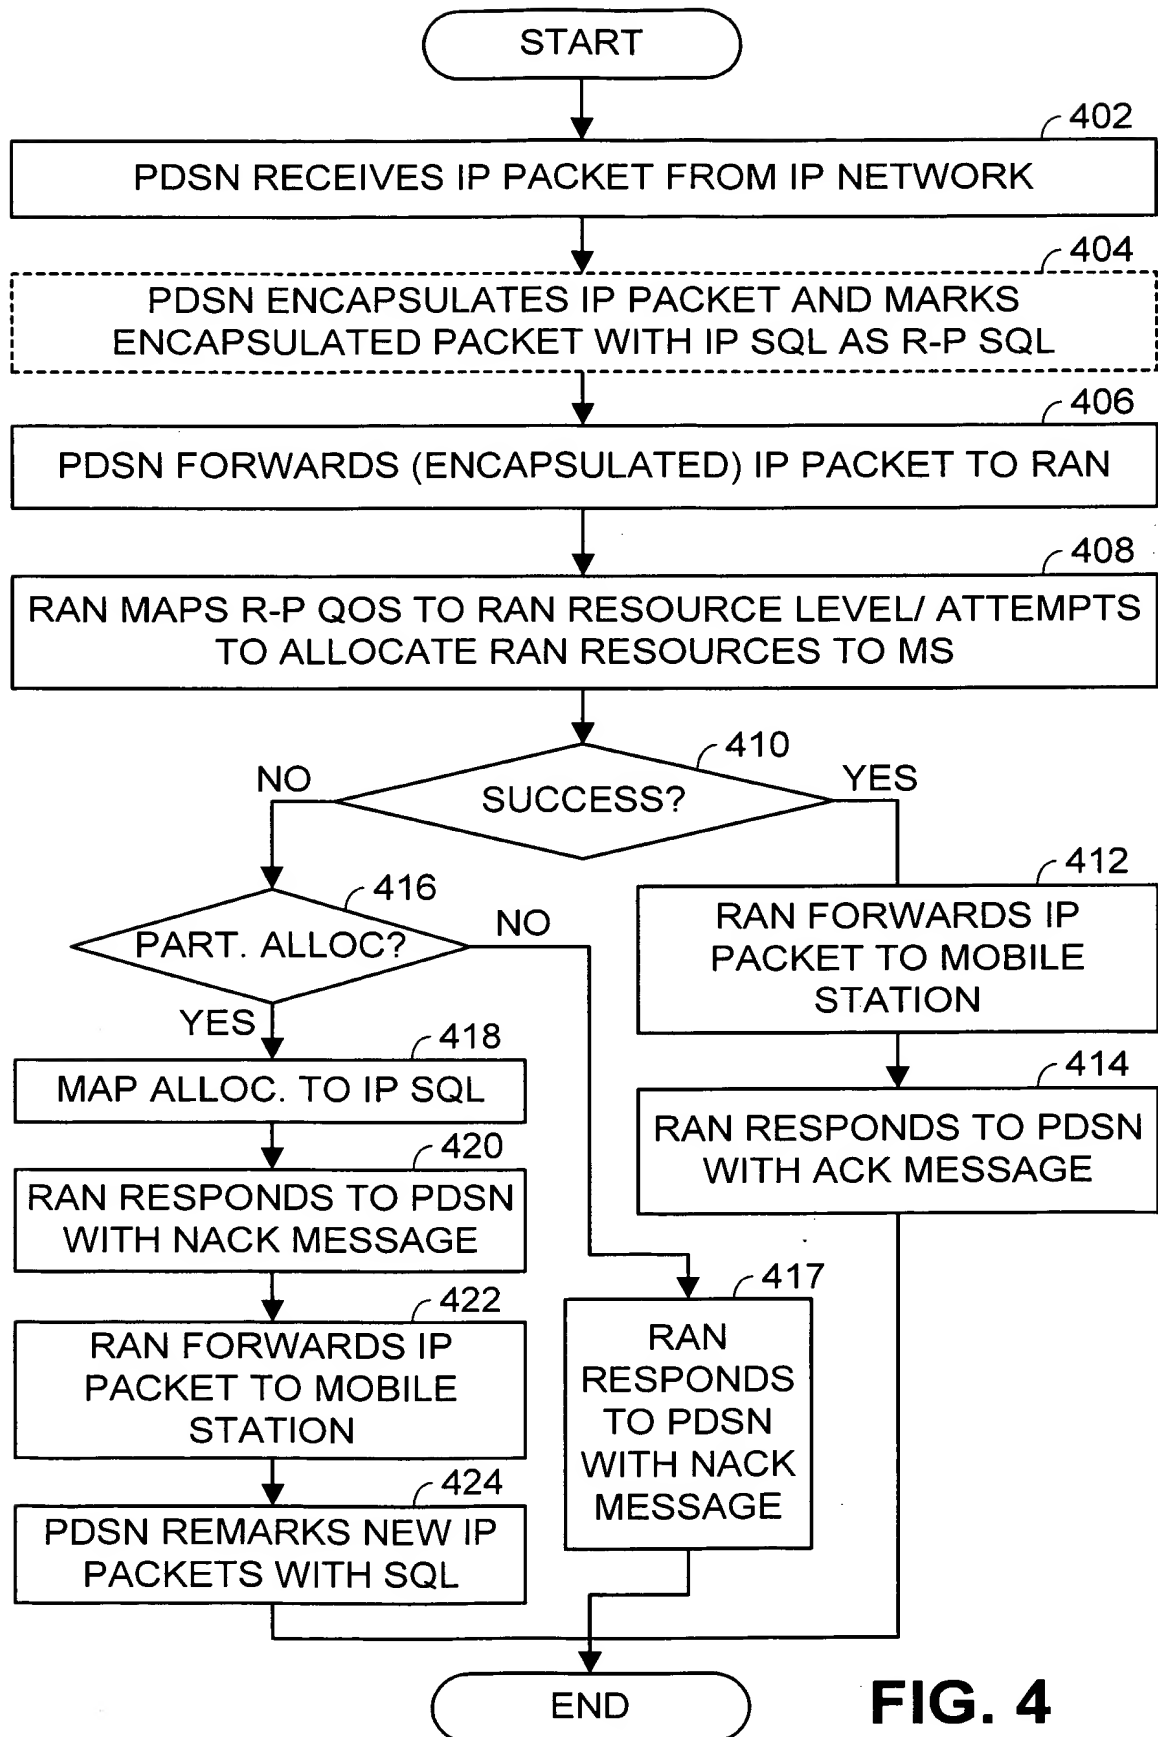 START
402
PDSN RECEIVES IP PACKET FROM IP NETWORK
404
PDSN ENCAPSULATES IP PACKET AND MARKS
ENCAPSULATED PACKET WITH IP SQL AS R-P SQL
406
PDSN FORWARDS (ENCAPSULATED) IP PACKET TO RAN
408
RAN MAPS R-P QOS TO RAN RESOURCE LEVEL/ ATTEMPTS
TO ALLOCATE RAN RESOURCES TO MS
410
NO
SUCCESS?
YES
412
RAN FORWARDS IP
PACKET TO MOBILE
STATION
414
RAN RESPONDS TO PDSN
WITH ACK MESSAGE
416
PART. ALLOC?
NO
YES
418
MAP ALLOC. TO IP SQL
420
RAN RESPONDS TO PDSN
WITH NACK MESSAGE
422
RAN FORWARDS IP
PACKET TO MOBILE
STATION
424
PDSN REMARKS NEW IP
PACKETS WITH SQL
417
RAN
RESPONDS
TO PDSN
WITH NACK
MESSAGE
END
FIG. 4